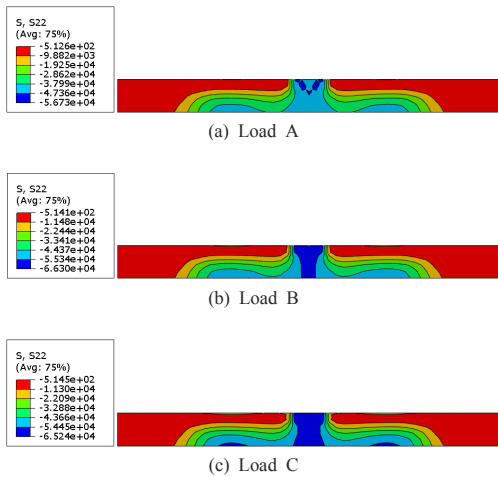 S, S22
(Avg: 75%)
-5.126e+02
-9.882e+03
-1.925e+04
-2.862e+04
-3.799e+04
-4.736e+04
-5.673e+04
(a) Load A
S, S22
(Avg: 75%)
-5.141e+02
-1.148e+04
-2.244e+04
-3.341e+04
-4.437e+04
-5.534e+04
-6.630e+04
(b) Load B
S, S22
(Avg: 75%)
-5.145e+02
-1.130e+04
-2.209e+04
-3.288e+04
-4.366e+04
-5.445e+04
-6.524e+04
(c) Load C